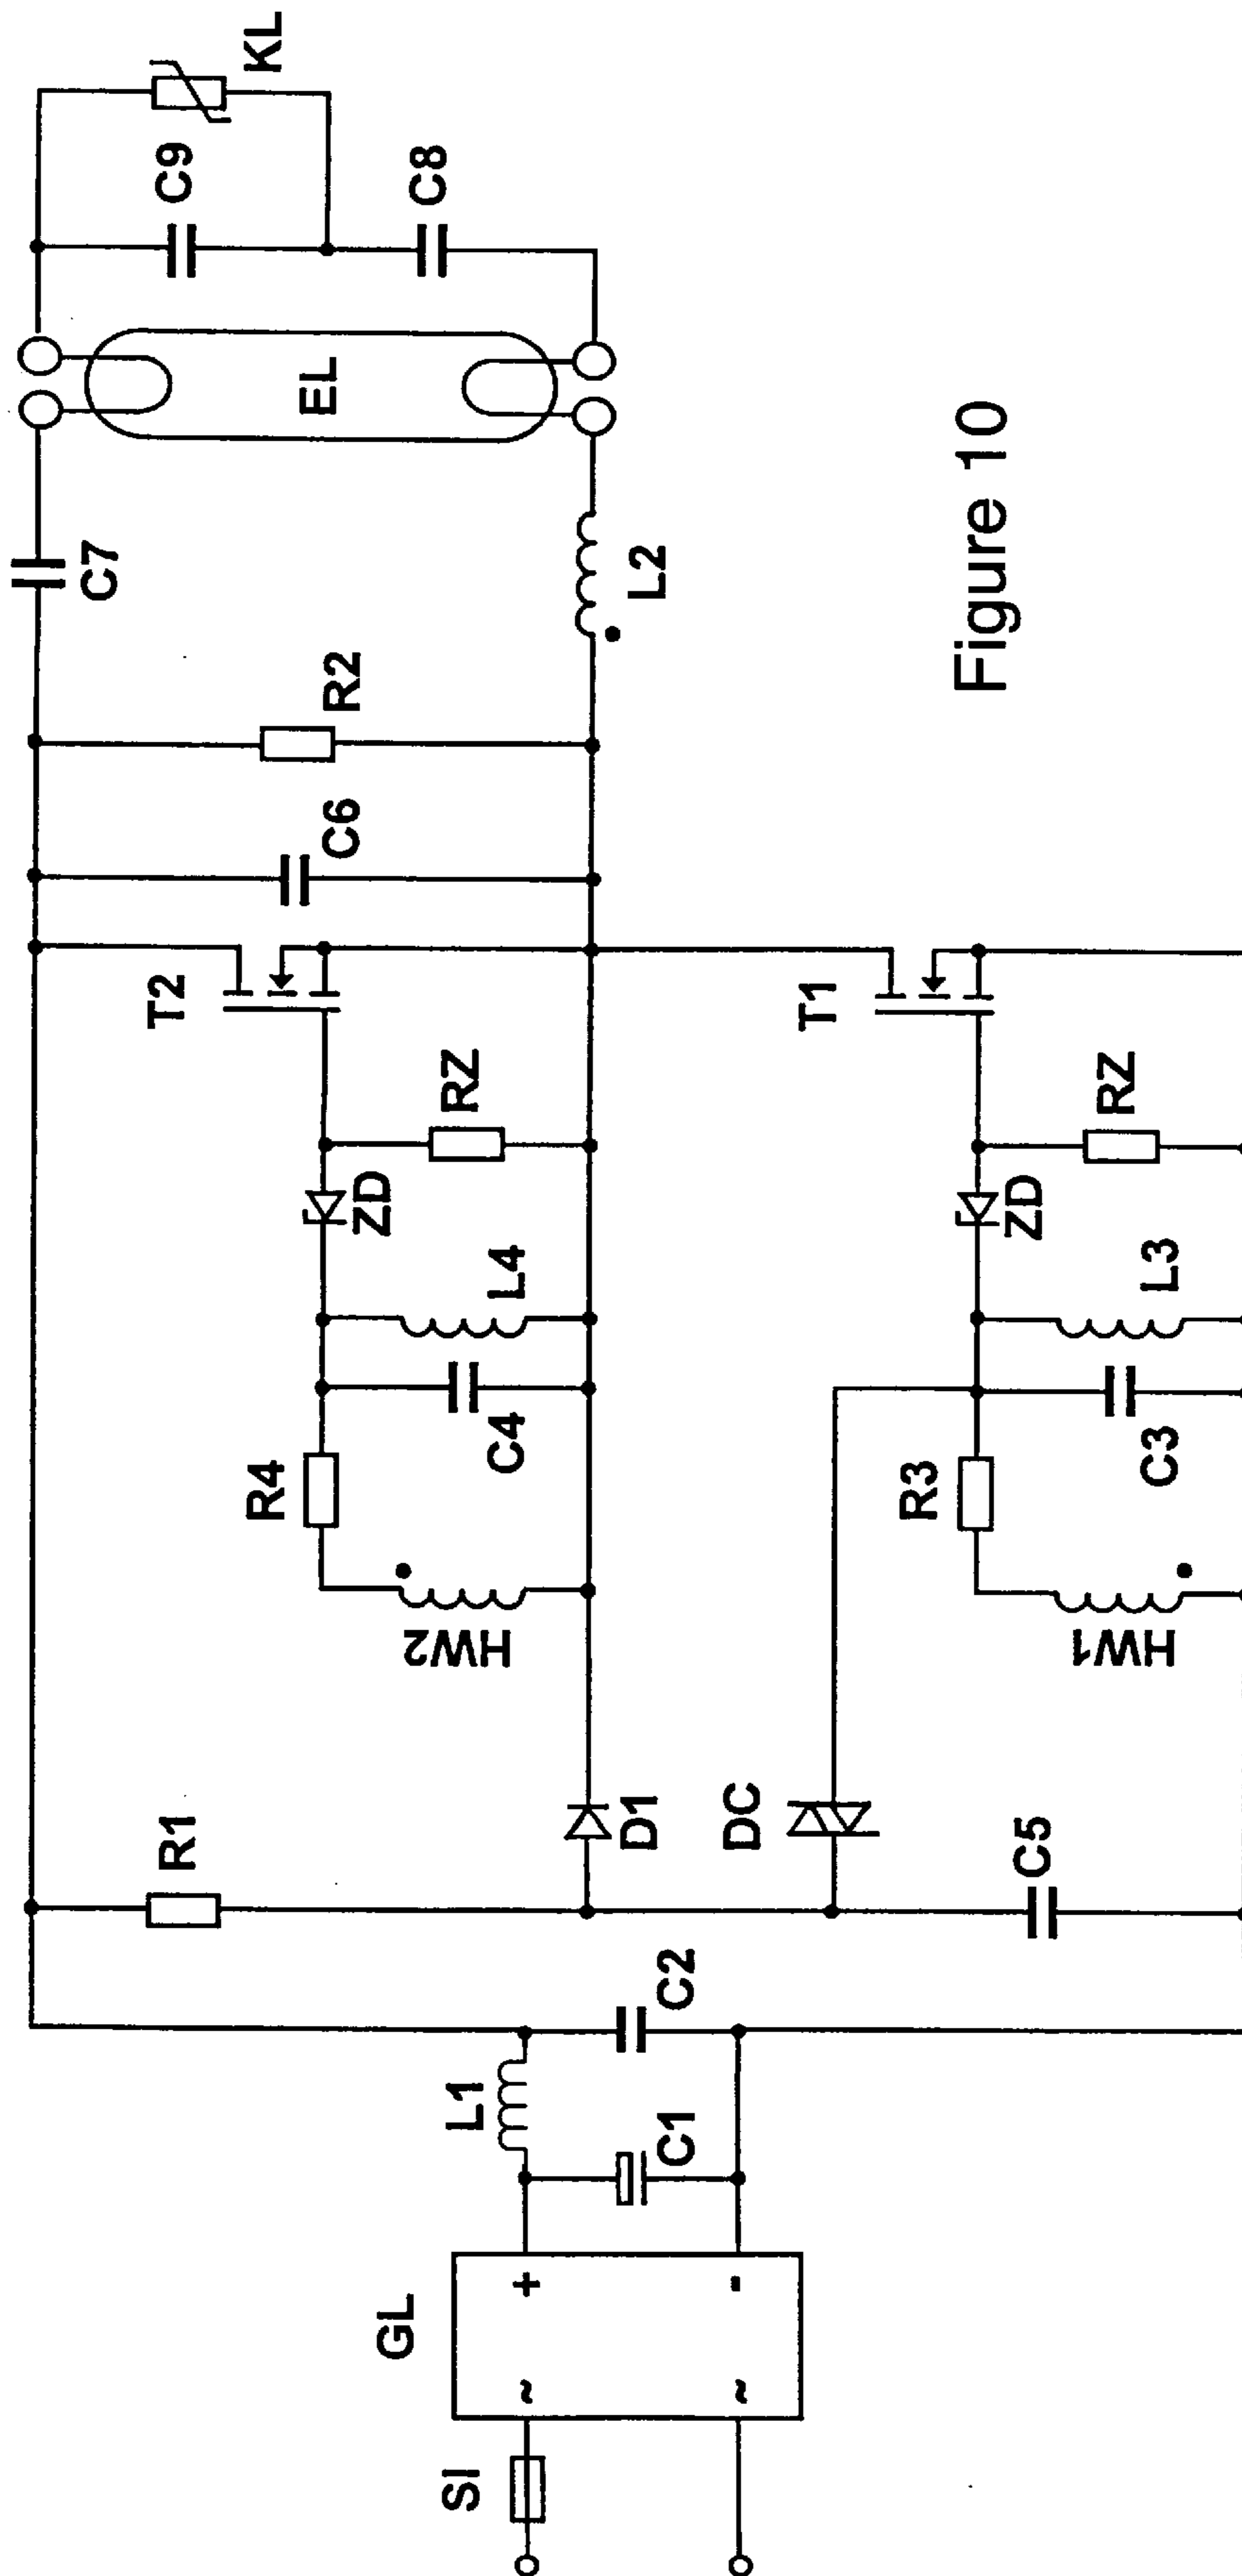 SI
GL
~
~
+
-
L1
C1
C2
R1
D1
DC
C5
HW2
R4
C4
L4
ZD
RZ
T2
HW1
R3
C3
L3
ZD
RZ
T1
C6
R2
C7
L2
EL
C9
C8
KL
Figure 10